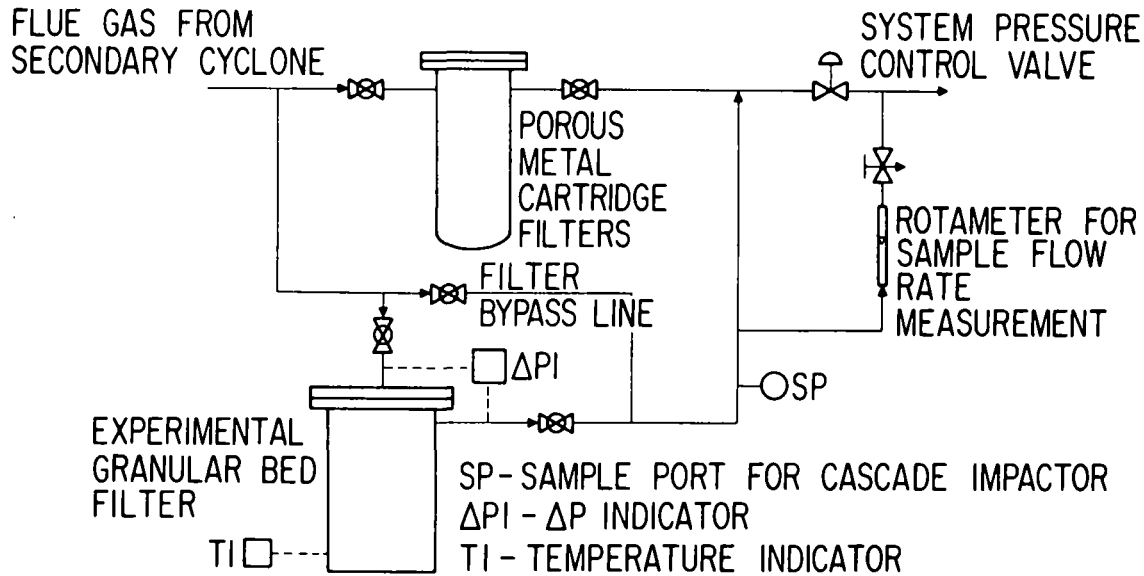 FLUE GAS FROM
SECONDARY CYCLONE
SYSTEM PRESSURE
CONTROL VALVE
POROUS
METAL
CARTRIDGE
FILTERS
ROTAMETER FOR
SAMPLE FLOW
RATE
MEASUREMENT
FILTER
BYPASS LINE
ΔPI
SP
EXPERIMENTAL
GRANULAR BED
FILTER
TI
SP - SAMPLE PORT FOR CASCADE IMPACTOR
ΔPI - ΔP INDICATOR
TI - TEMPERATURE INDICATOR